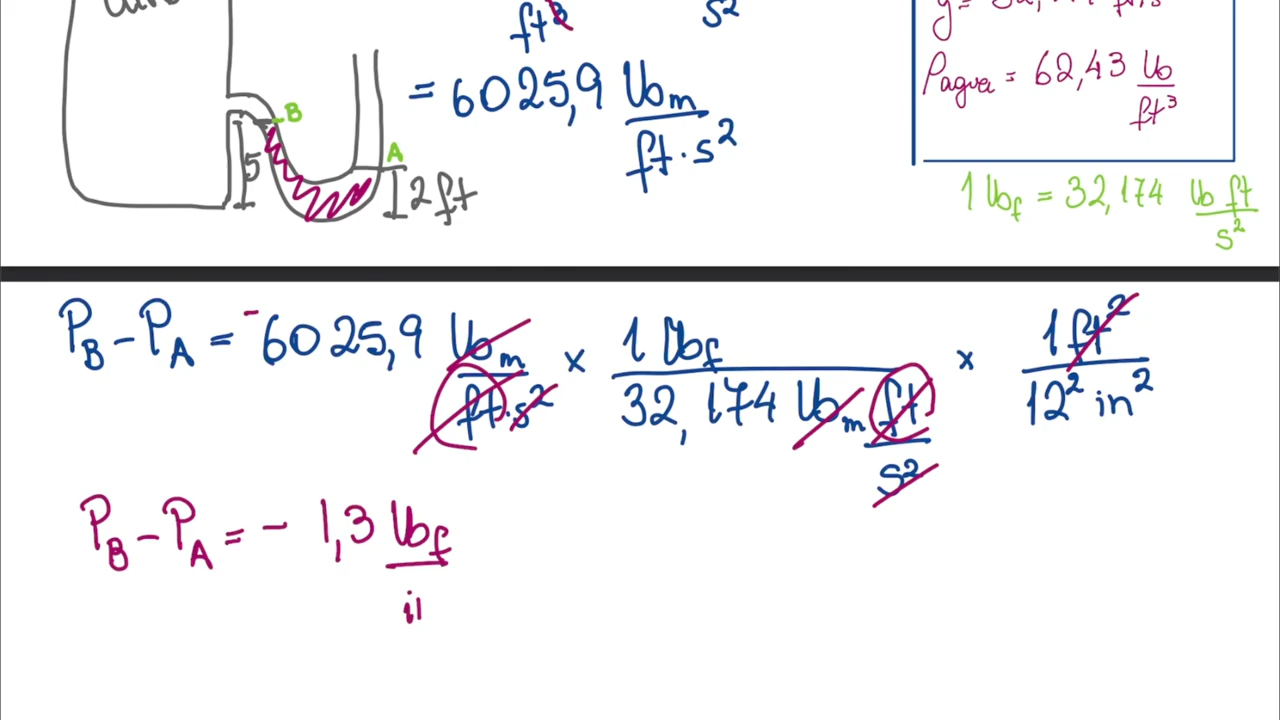 ft³
s²
= 6025,9 lbm/ft·s²
B
A
5
2 ft
Pagua = 62,43 lb/ft³
1 lbf = 32,174 lb ft/s²
PB - PA = -6025,9 lbm/ft·s² × 1 lbf/32,174 lbm ft/s² × 1 ft²/12² in²
PB - PA = - 1,3 lbf